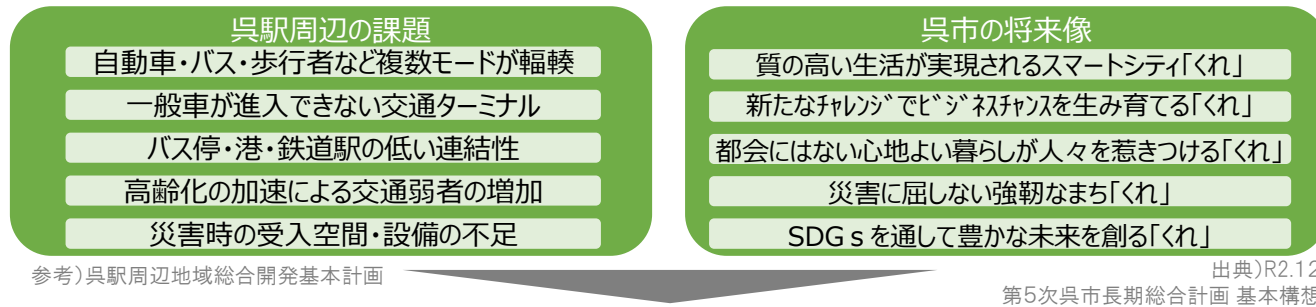 呉駅周辺の課題
自動車・バス・歩行者など複数モードが輻輳
一般車が進入できない交通ターミナル
バス停・港・鉄道駅の低い連結性
高齢化の加速による交通弱者の増加
災害時の受入空間・設備の不足
参考)呉駅周辺地域総合開発基本計画
呉市の将来像
質の高い生活が実現されるスマートシティ「くれ」
新たなﾁｬﾚﾝｼﾞでﾋﾞｼﾞﾈｽﾁｬﾝｽを生み育てる「くれ」
都会にはない心地よい暮らしが人々を惹きつける「くれ」
災害に屈しない強靭なまち「くれ」
SDGｓを通して豊かな未来を創る「くれ」
出典)R2.12
第5次呉市長期総合計画 基本構想